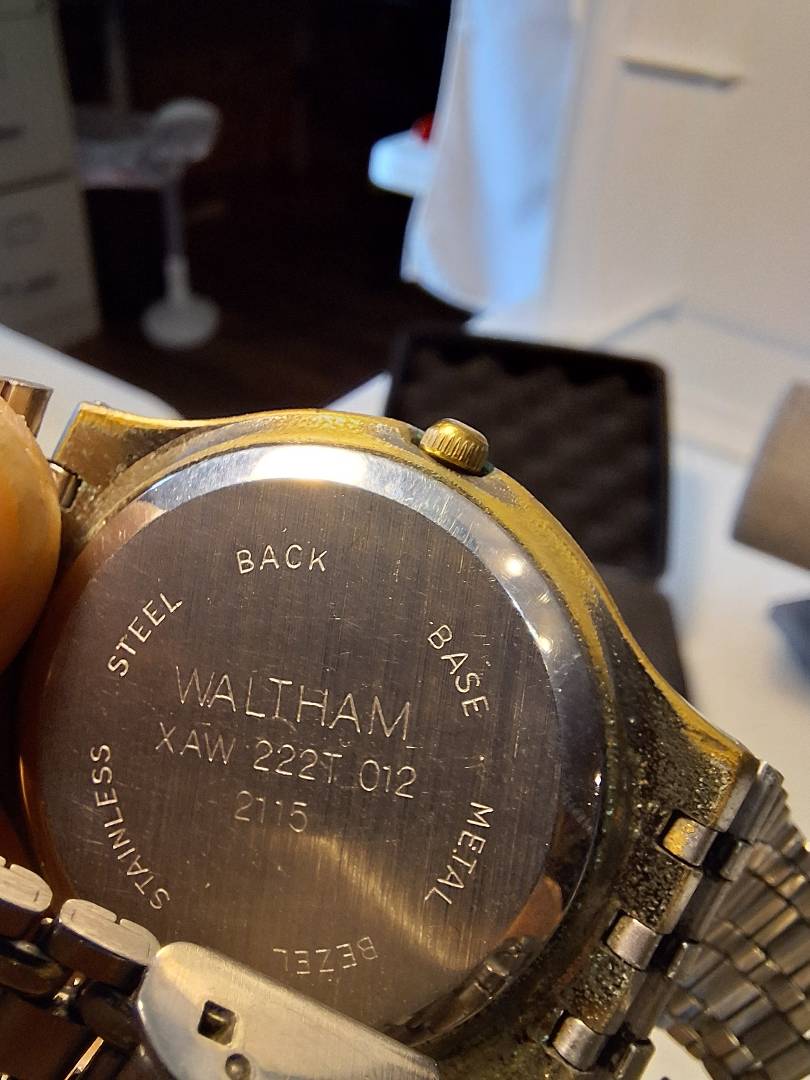 STAINLESS STEEL BACK
BASE METAL BEZEL
WALTHAM
XAW 222T 012
2115